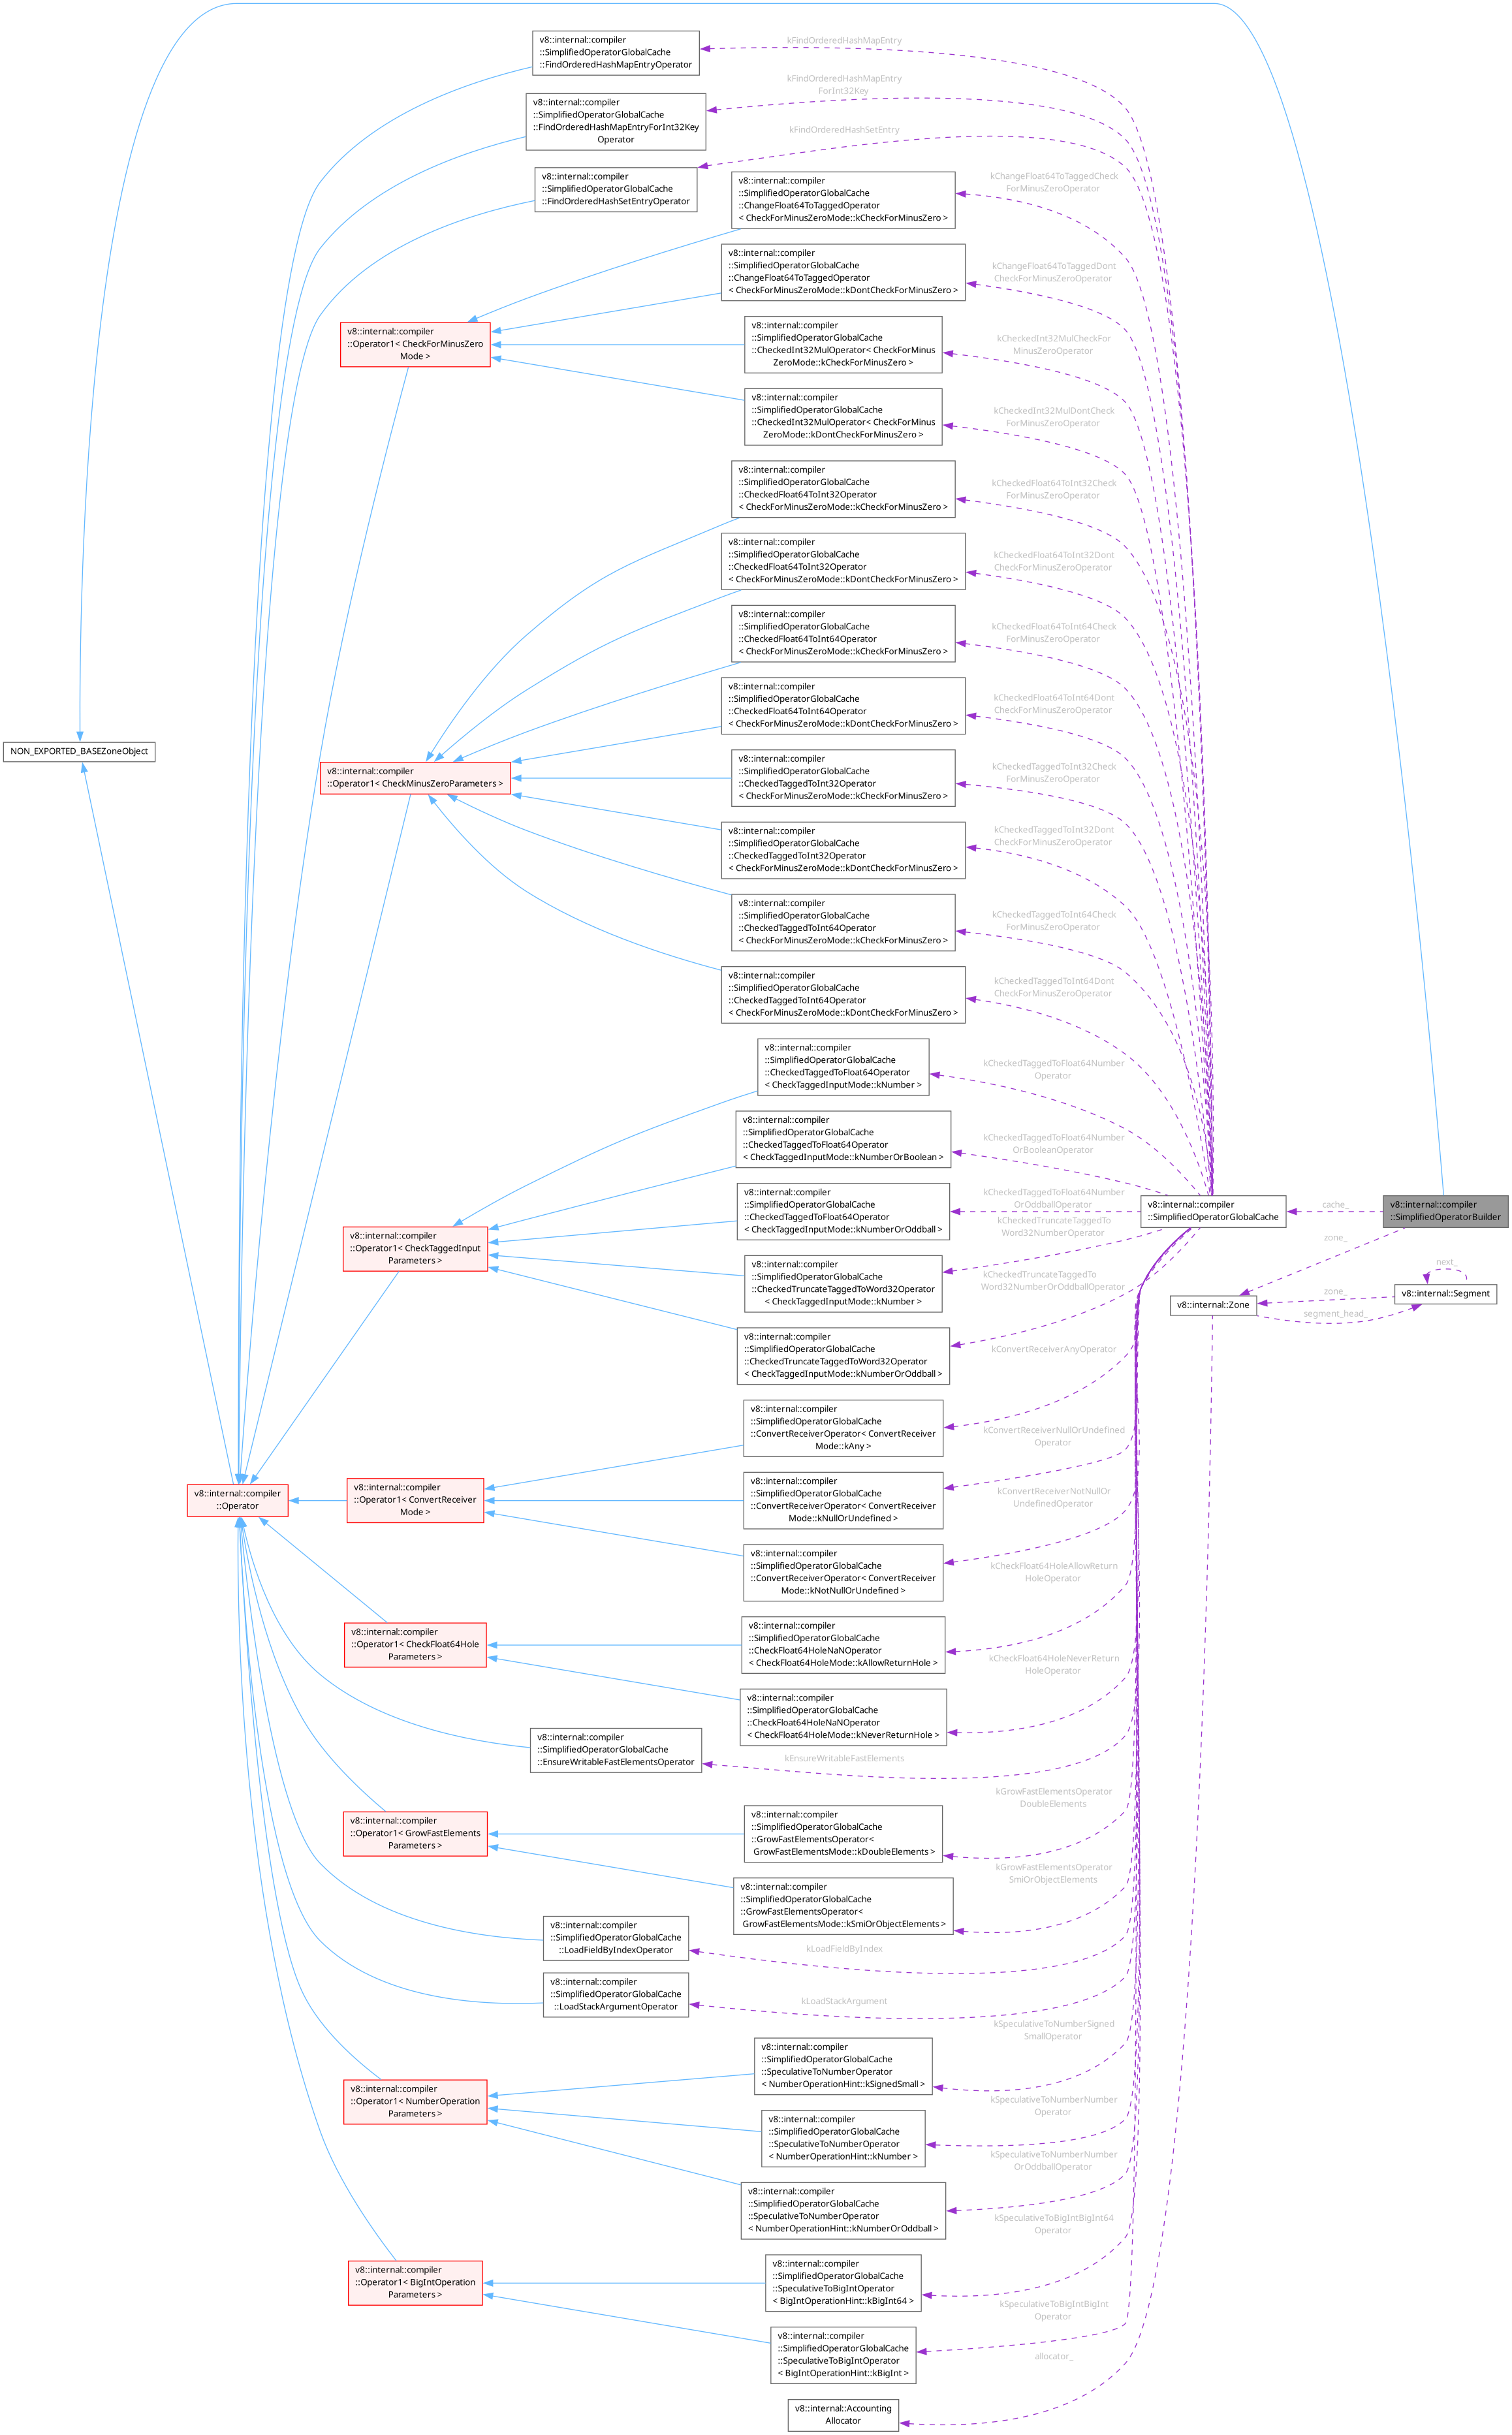 v8::internal::compiler
::SimplifiedOperatorGlobalCache
::FindOrderedHashMapEntryOperator
kFindOrderedHashMapEntry
v8::internal::compiler
::SimplifiedOperatorGlobalCache
::FindOrderedHashMapEntryForInt32Key
Operator
kFindOrderedHashMapEntry
ForInt32Key
v8::internal::compiler
::SimplifiedOperatorGlobalCache
::FindOrderedHashSetEntryOperator
kFindOrderedHashSetEntry
v8::internal::compiler
::SimplifiedOperatorGlobalCache
::ChangeFloat64ToTaggedOperator
< CheckForMinusZeroMode::kCheckForMinusZero >
kChangeFloat64ToTaggedCheck
ForMinusZeroOperator
v8::internal::compiler
::SimplifiedOperatorGlobalCache
::ChangeFloat64ToTaggedOperator
< CheckForMinusZeroMode::kDontCheckForMinusZero >
kChangeFloat64ToTaggedDont
CheckForMinusZeroOperator
v8::internal::compiler
::Operator1< CheckForMinusZero
Mode >
v8::internal::compiler
::SimplifiedOperatorGlobalCache
::CheckedInt32MulOperator< CheckForMinus
ZeroMode::kCheckForMinusZero >
kCheckedInt32MulCheckFor
MinusZeroOperator
v8::internal::compiler
::SimplifiedOperatorGlobalCache
::CheckedInt32MulOperator< CheckForMinus
ZeroMode::kDontCheckForMinusZero >
kCheckedInt32MulDontCheck
ForMinusZeroOperator
v8::internal::compiler
::SimplifiedOperatorGlobalCache
::CheckedFloat64ToInt32Operator
< CheckForMinusZeroMode::kCheckForMinusZero >
kCheckedFloat64ToInt32Check
ForMinusZeroOperator
v8::internal::compiler
::SimplifiedOperatorGlobalCache
::CheckedFloat64ToInt32Operator
< CheckForMinusZeroMode::kDontCheckForMinusZero >
kCheckedFloat64ToInt32Dont
CheckForMinusZeroOperator
v8::internal::compiler
::SimplifiedOperatorGlobalCache
::CheckedFloat64ToInt64Operator
< CheckForMinusZeroMode::kCheckForMinusZero >
kCheckedFloat64ToInt64Check
ForMinusZeroOperator
v8::internal::compiler
::SimplifiedOperatorGlobalCache
::CheckedFloat64ToInt64Operator
< CheckForMinusZeroMode::kDontCheckForMinusZero >
kCheckedFloat64ToInt64Dont
CheckForMinusZeroOperator
NON_EXPORTED_BASEZoneObject
v8::internal::compiler
::Operator1< CheckMinusZeroParameters >
v8::internal::compiler
::SimplifiedOperatorGlobalCache
::CheckedTaggedToInt32Operator
< CheckForMinusZeroMode::kCheckForMinusZero >
kCheckedTaggedToInt32Check
ForMinusZeroOperator
v8::internal::compiler
::SimplifiedOperatorGlobalCache
::CheckedTaggedToInt32Operator
< CheckForMinusZeroMode::kDontCheckForMinusZero >
kCheckedTaggedToInt32Dont
CheckForMinusZeroOperator
v8::internal::compiler
::SimplifiedOperatorGlobalCache
::CheckedTaggedToInt64Operator
< CheckForMinusZeroMode::kCheckForMinusZero >
kCheckedTaggedToInt64Check
ForMinusZeroOperator
v8::internal::compiler
::SimplifiedOperatorGlobalCache
::CheckedTaggedToInt64Operator
< CheckForMinusZeroMode::kDontCheckForMinusZero >
kCheckedTaggedToInt64Dont
CheckForMinusZeroOperator
v8::internal::compiler
::SimplifiedOperatorGlobalCache
::CheckedTaggedToFloat64Operator
< CheckTaggedInputMode::kNumber >
kCheckedTaggedToFloat64Number
Operator
v8::internal::compiler
::SimplifiedOperatorGlobalCache
::CheckedTaggedToFloat64Operator
< CheckTaggedInputMode::kNumberOrBoolean >
kCheckedTaggedToFloat64Number
OrBooleanOperator
v8::internal::compiler
::SimplifiedOperatorGlobalCache
::CheckedTaggedToFloat64Operator
< CheckTaggedInputMode::kNumberOrOddball >
kCheckedTaggedToFloat64Number
OrOddballOperator
v8::internal::compiler
::SimplifiedOperatorGlobalCache
cache_
v8::internal::compiler
::SimplifiedOperatorBuilder
v8::internal::compiler
::Operator1< CheckTaggedInput
Parameters >
kCheckedTruncateTaggedTo
Word32NumberOperator
zone_
v8::internal::compiler
::SimplifiedOperatorGlobalCache
::CheckedTruncateTaggedToWord32Operator
< CheckTaggedInputMode::kNumber >
kCheckedTruncateTaggedTo
Word32NumberOrOddballOperator
v8::internal::Zone
zone_
segment_head_
next_
v8::internal::Segment
v8::internal::compiler
::SimplifiedOperatorGlobalCache
::CheckedTruncateTaggedToWord32Operator
< CheckTaggedInputMode::kNumberOrOddball >
kConvertReceiverAnyOperator
v8::internal::compiler
::SimplifiedOperatorGlobalCache
::ConvertReceiverOperator< ConvertReceiver
Mode::kAny >
kConvertReceiverNullOrUndefined
Operator
v8::internal::compiler
::Operator
v8::internal::compiler
::Operator1< ConvertReceiver
Mode >
v8::internal::compiler
::SimplifiedOperatorGlobalCache
::ConvertReceiverOperator< ConvertReceiver
Mode::kNullOrUndefined >
kConvertReceiverNotNullOr
UndefinedOperator
v8::internal::compiler
::SimplifiedOperatorGlobalCache
::ConvertReceiverOperator< ConvertReceiver
Mode::kNotNullOrUndefined >
kCheckFloat64HoleAllowReturn
HoleOperator
v8::internal::compiler
::Operator1< CheckFloat64Hole
Parameters >
v8::internal::compiler
::SimplifiedOperatorGlobalCache
::CheckFloat64HoleNaNOperator
< CheckFloat64HoleMode::kAllowReturnHole >
kCheckFloat64HoleNeverReturn
HoleOperator
v8::internal::compiler
::SimplifiedOperatorGlobalCache
::CheckFloat64HoleNaNOperator
< CheckFloat64HoleMode::kNeverReturnHole >
v8::internal::compiler
::SimplifiedOperatorGlobalCache
::EnsureWritableFastElementsOperator
kEnsureWritableFastElements
kGrowFastElementsOperator
DoubleElements
v8::internal::compiler
::Operator1< GrowFastElements
Parameters >
v8::internal::compiler
::SimplifiedOperatorGlobalCache
::GrowFastElementsOperator<
GrowFastElementsMode::kDoubleElements >
kGrowFastElementsOperator
SmiOrObjectElements
v8::internal::compiler
::SimplifiedOperatorGlobalCache
::GrowFastElementsOperator<
GrowFastElementsMode::kSmiOrObjectElements >
v8::internal::compiler
::SimplifiedOperatorGlobalCache
::LoadFieldByIndexOperator
kLoadFieldByIndex
v8::internal::compiler
::SimplifiedOperatorGlobalCache
::LoadStackArgumentOperator
kLoadStackArgument
kSpeculativeToNumberSigned
SmallOperator
v8::internal::compiler
::SimplifiedOperatorGlobalCache
::SpeculativeToNumberOperator
< NumberOperationHint::kSignedSmall >
v8::internal::compiler
::Operator1< NumberOperation
Parameters >
kSpeculativeToNumberNumber
Operator
v8::internal::compiler
::SimplifiedOperatorGlobalCache
::SpeculativeToNumberOperator
< NumberOperationHint::kNumber >
kSpeculativeToNumberNumber
OrOddballOperator
v8::internal::compiler
::SimplifiedOperatorGlobalCache
::SpeculativeToNumberOperator
< NumberOperationHint::kNumberOrOddball >
kSpeculativeToBigIntBigInt64
Operator
v8::internal::compiler
::Operator1< BigIntOperation
Parameters >
v8::internal::compiler
::SimplifiedOperatorGlobalCache
::SpeculativeToBigIntOperator
< BigIntOperationHint::kBigInt64 >
kSpeculativeToBigIntBigInt
Operator
v8::internal::compiler
::SimplifiedOperatorGlobalCache
::SpeculativeToBigIntOperator
< BigIntOperationHint::kBigInt >
allocator_
v8::internal::Accounting
Allocator